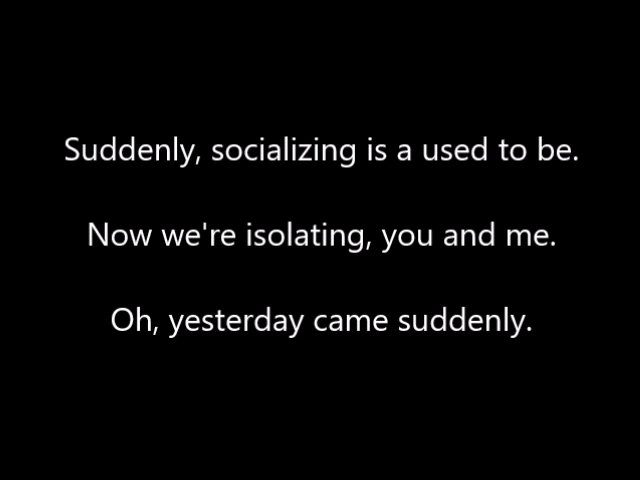 Suddenly, socializing is a used to be.
Now we're isolating, you and me.
Oh, yesterday came suddenly.